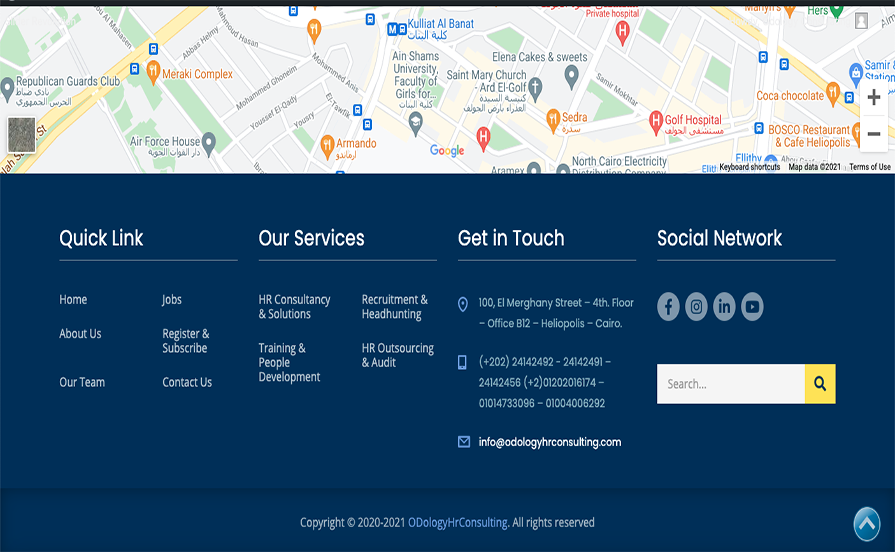 Kulliat Al Banat
كلية البنات
Private hospital
Hers
Republican Guards Club
نادي ضباط
الحرس الجمهوري
Meraki Complex
Abbas Helmy
Mohammed Ghoneim
Mohammed Anis
Youssef El-Qady
Yousry
El-Tawfik
Ain Shams
University,
Faculty of
Girls for...
كلية البنات
Elena Cakes & sweets
Saint Mary Church
- Ard El-Golf
كنيسة السيدة
العذراء بأرض الجولف
Samir Mokhtar
Samir &
Station
Coca chocolate
Sedra
سدرة
Golf Hospital
مستشفى الجولف
BOSCO Restaurant
& Cafe Heliopolis
Air Force House
دار القوات الجوية
Armando
أرماندو
Google
Aramex
North Cairo Electricity
Distribution Company
Ellithy
Keyboard shortcuts
Map data ©2021
Terms of Use
Quick Link
Home
Jobs
About Us
Register &
Subscribe
Our Team
Contact Us
Our Services
HR Consultancy
& Solutions
Recruitment &
Headhunting
Training &
People
Development
HR Outsourcing
& Audit
Get in Touch
100, El Merghany Street – 4th. Floor
– Office B12 – Heliopolis – Cairo.
(+202) 24142492 - 24142491 –
24142456 (+2)01202016174 –
01014733096 – 01004006292
info@odologyhrconsulting.com
Social Network
Search...
Copyright © 2020-2021 ODologyHrConsulting. All rights reserved